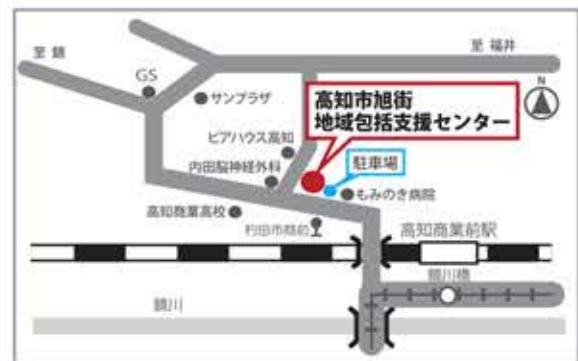 至 鏡
至 福井
GS
サンプラザ
N
高知市旭街
地域包括支援センター
ピアハウス高知
駐車場
内田脳神経外科
もみのき病院
高知商業高校
高知商業前駅
鏡川橋
鏡川